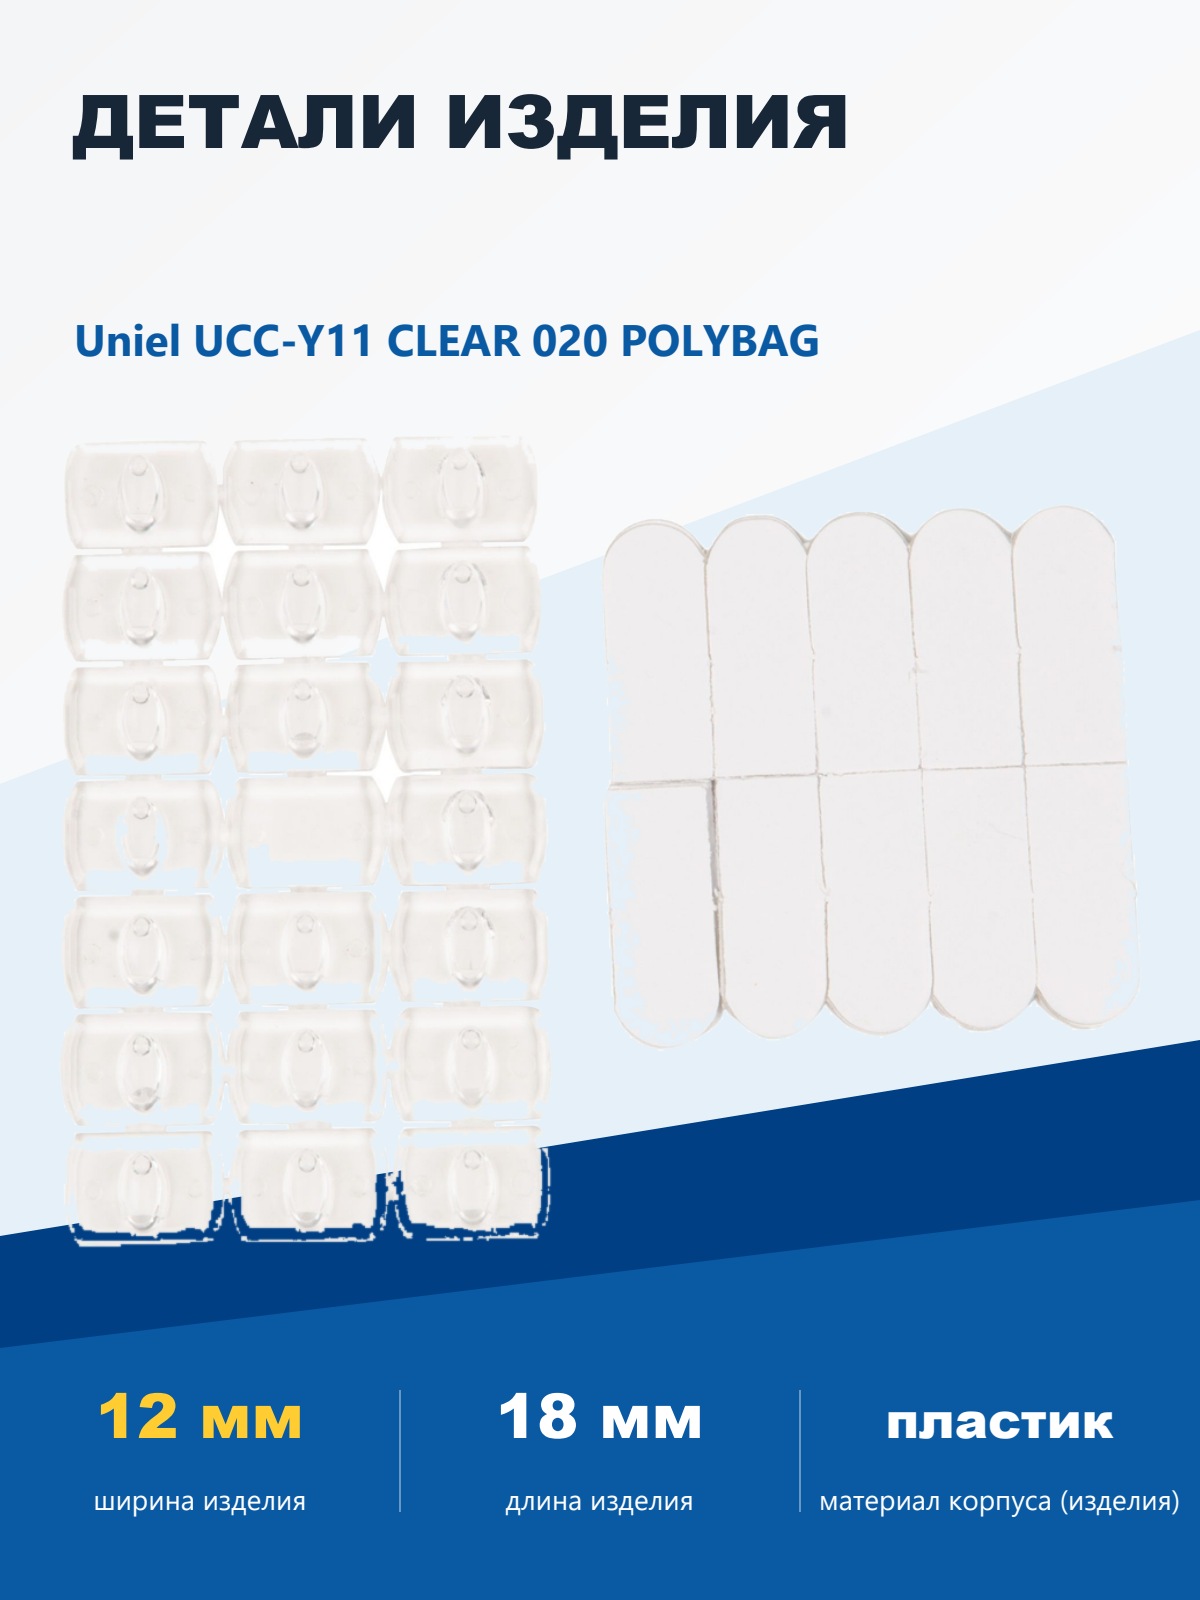 ДЕТАЛИ ИЗДЕЛИЯ
Uniel UCC-Y11 CLEAR 020 POLYBAG
12 мм
ширина изделия
18 мм
длина изделия
пластик
материал корпуса (изделия)